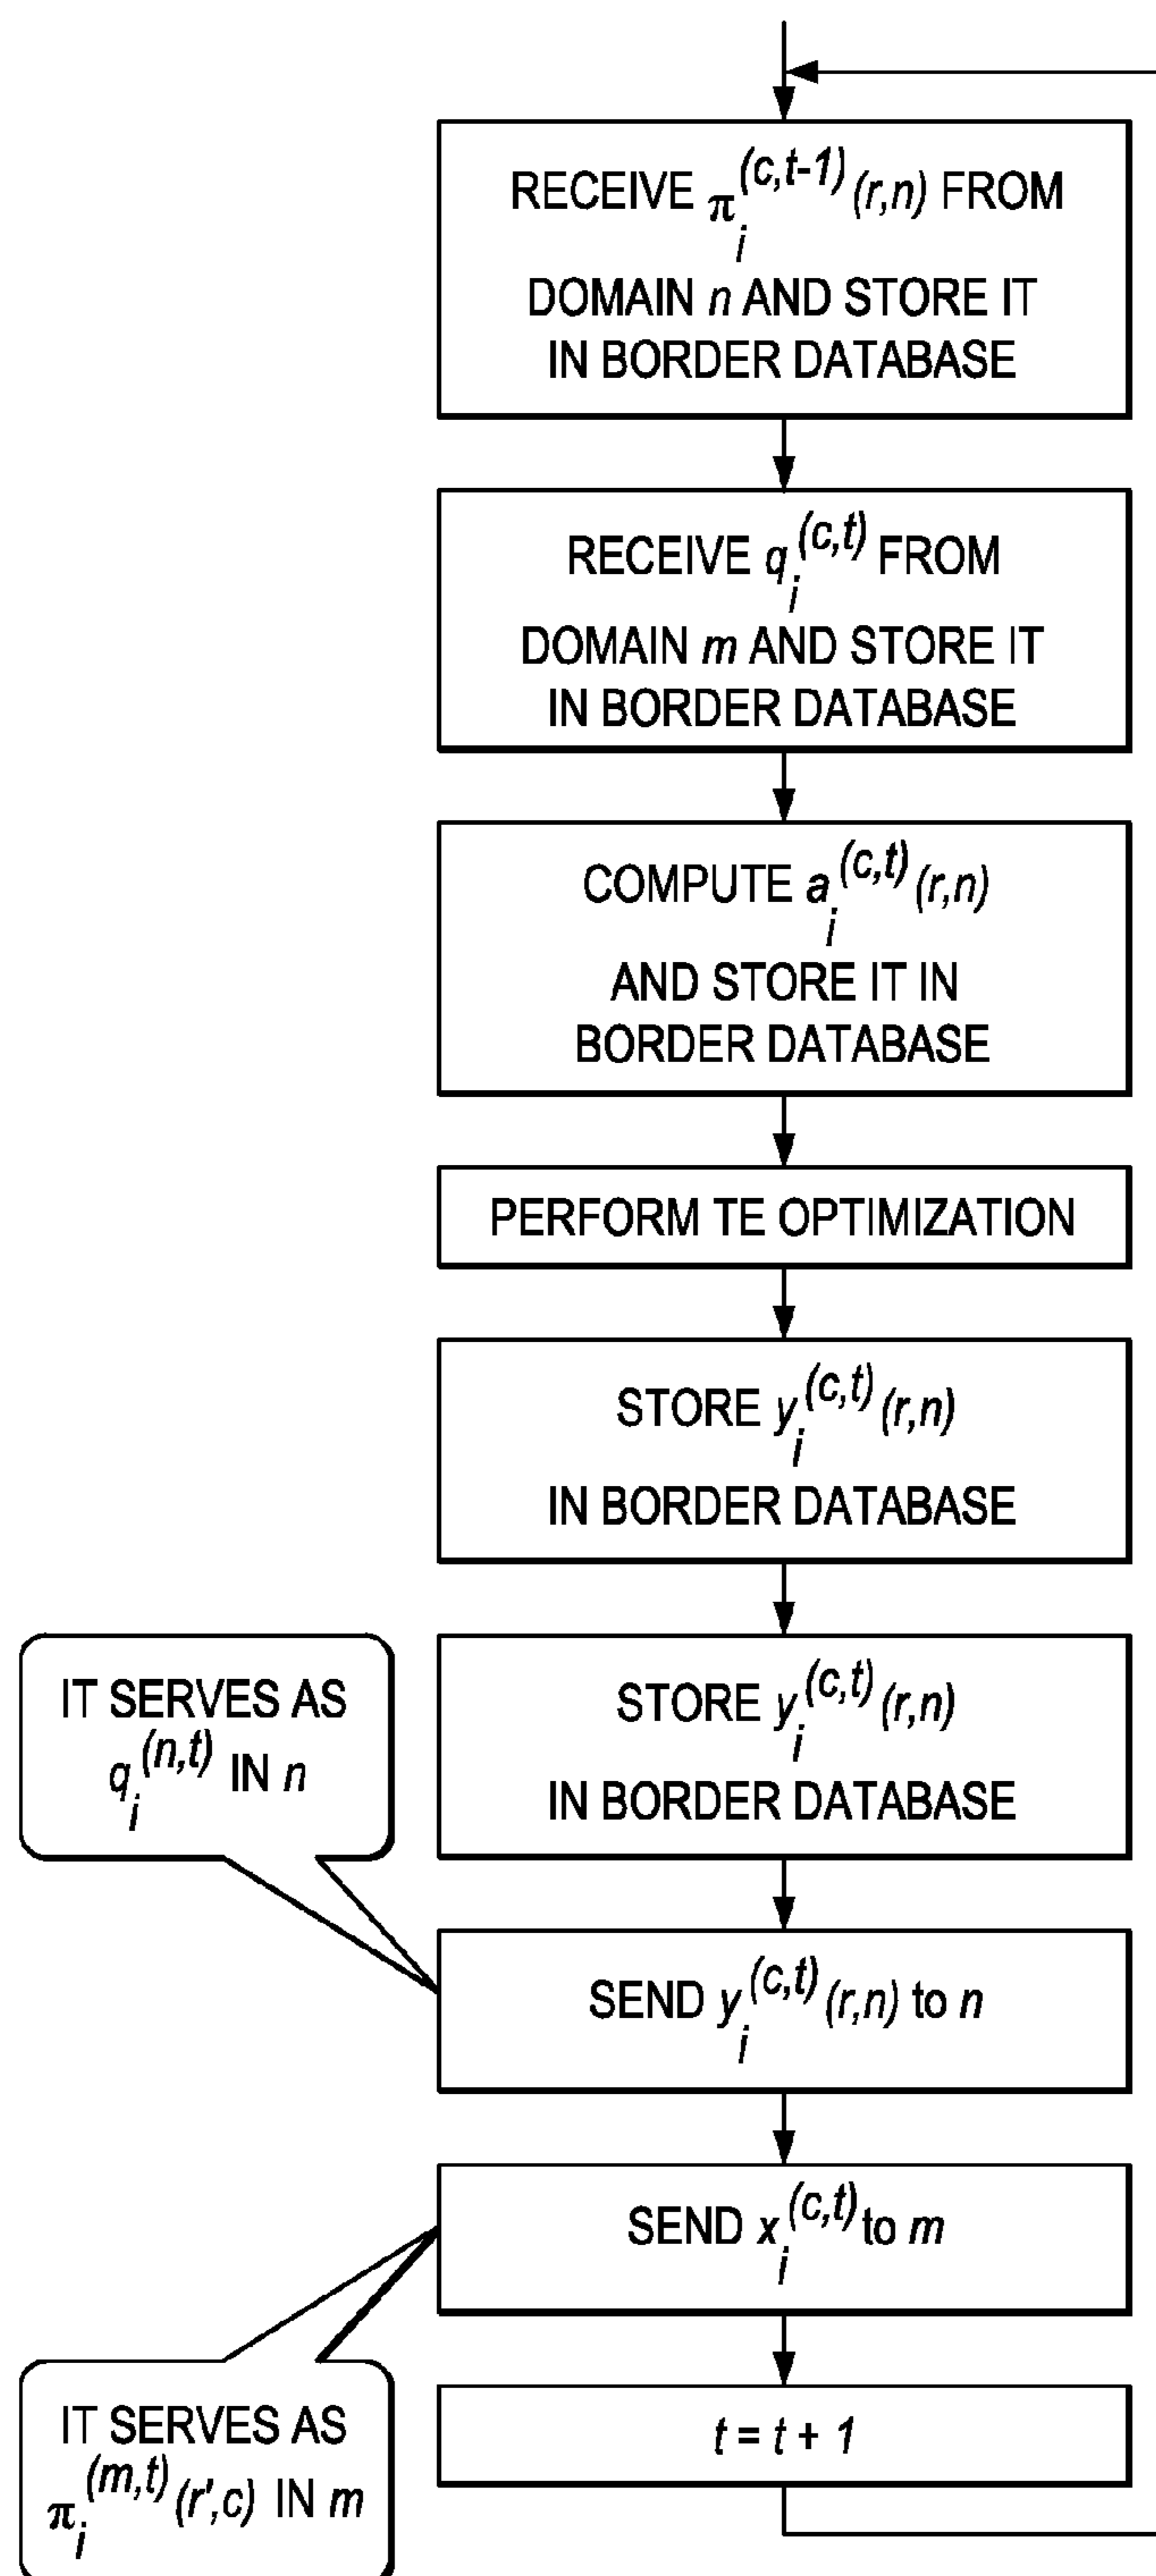 RECEIVE π_i^(c,t-1) (r,n) FROM
DOMAIN n AND STORE IT
IN BORDER DATABASE
RECEIVE q_i^(c,t) FROM
DOMAIN m AND STORE IT
IN BORDER DATABASE
COMPUTE a_i^(c,t) (r,n)
AND STORE IT IN
BORDER DATABASE
PERFORM TE OPTIMIZATION
STORE y_i^(c,t) (r,n)
IN BORDER DATABASE
STORE y_i^(c,t) (r,n)
IN BORDER DATABASE
IT SERVES AS
q_i^(n,t) IN n
SEND y_i^(c,t) (r,n) to n
SEND x_i^(c,t) to m
IT SERVES AS
π_i^(m,t) (r',c) IN m
t = t + 1